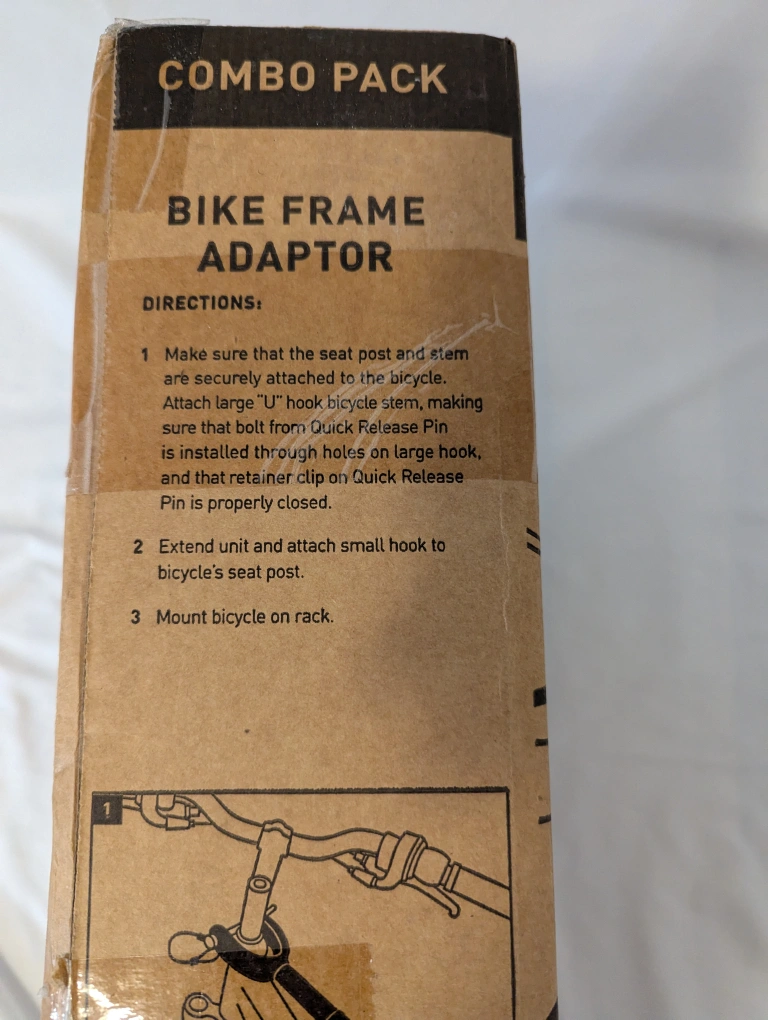 COMBO PACK
BIKE FRAME
ADAPTOR
DIRECTIONS:
1 Make sure that the seat post and stem
are securely attached to the bicycle.
Attach large "U" hook bicycle stem, making
sure that bolt from Quick Release Pin
is installed through holes on large hook,
and that retainer clip on Quick Release
Pin is properly closed.
2 Extend unit and attach small hook to
bicycle's seat post.
3 Mount bicycle on rack.
1